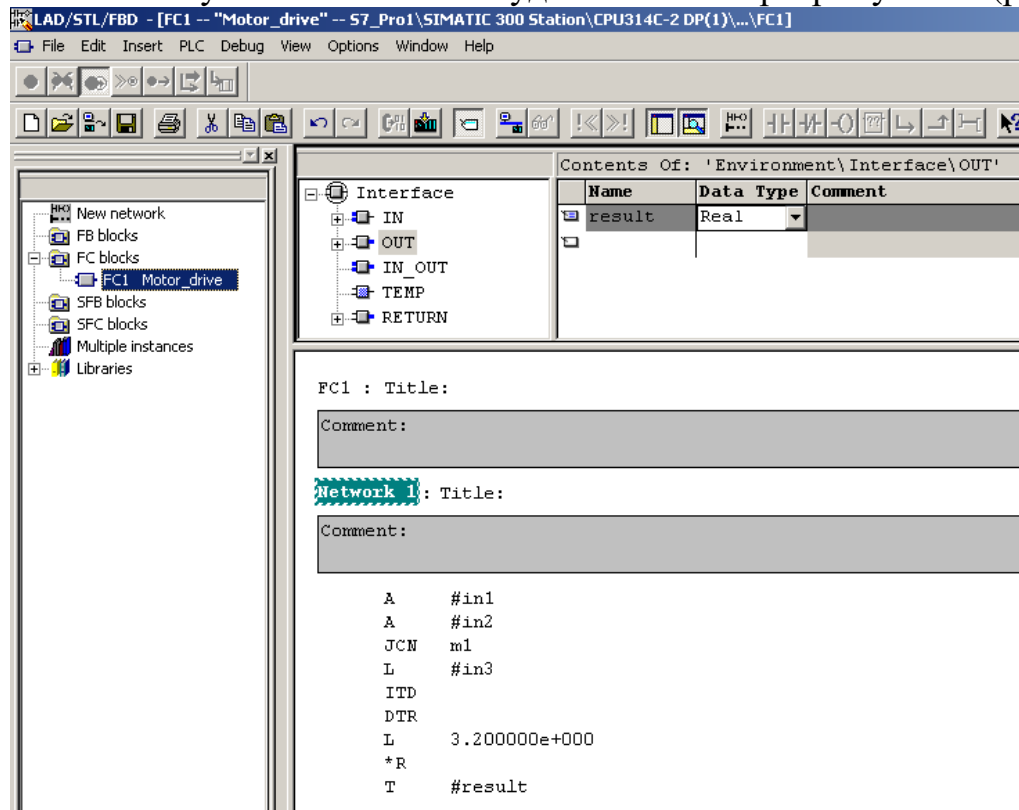 LAD/STL/FBD - [FC1 -- "Motor_drive" -- S7_Pro1\SIMATIC 300 Station\CPU314C-2 DP(1)\...\FC1]
File Edit Insert PLC Debug View Options Window Help
Contents Of: 'Environment\Interface\OUT'
Name Data Type Comment
result Real
Interface
IN
OUT
IN_OUT
TEMP
RETURN
New network
FB blocks
FC blocks
FC1 Motor_drive
SFB blocks
SFC blocks
Multiple instances
Libraries
FC1 : Title:
Comment:
Network 1: Title:
Comment:
A #in1
A #in2
JCN m1
L #in3
ITD
DTR
L 3.200000e+000
*R
T #result